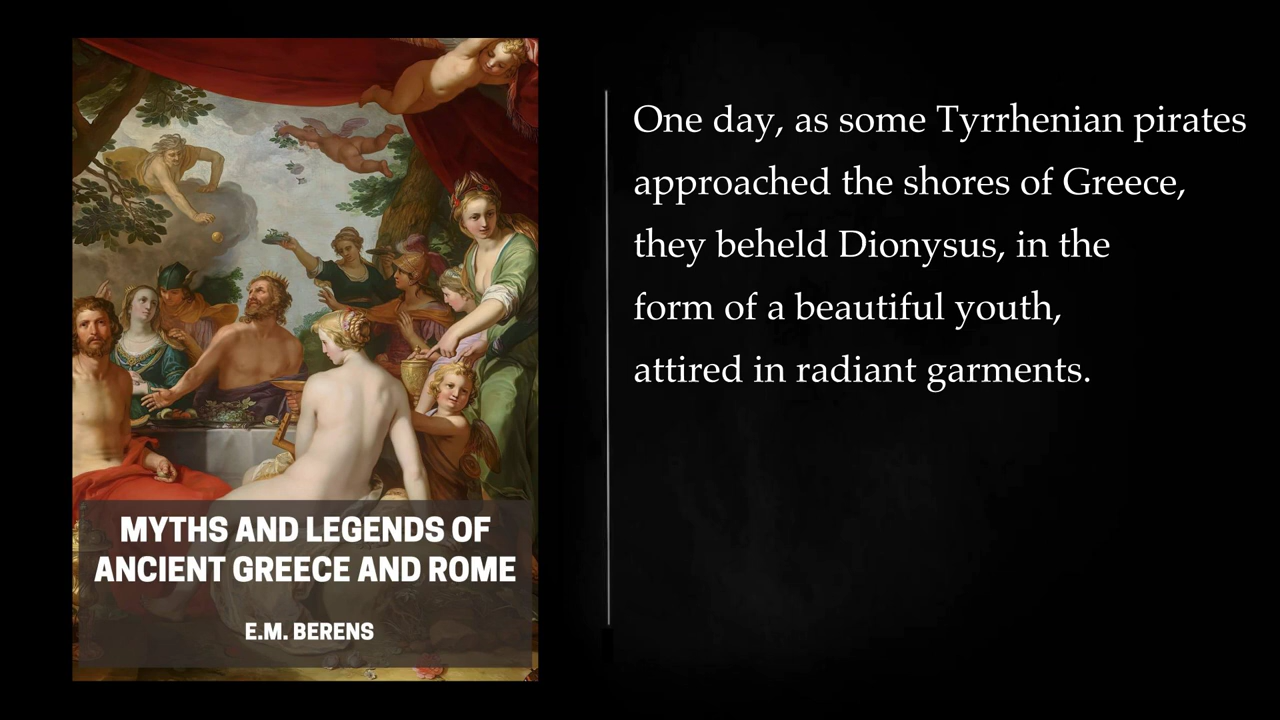 MYTHS AND LEGENDS OF
ANCIENT GREECE AND ROME
E.M. BERENS
One day, as some Tyrrhenian pirates
approached the shores of Greece,
they beheld Dionysus, in the
form of a beautiful youth,
attired in radiant garments.